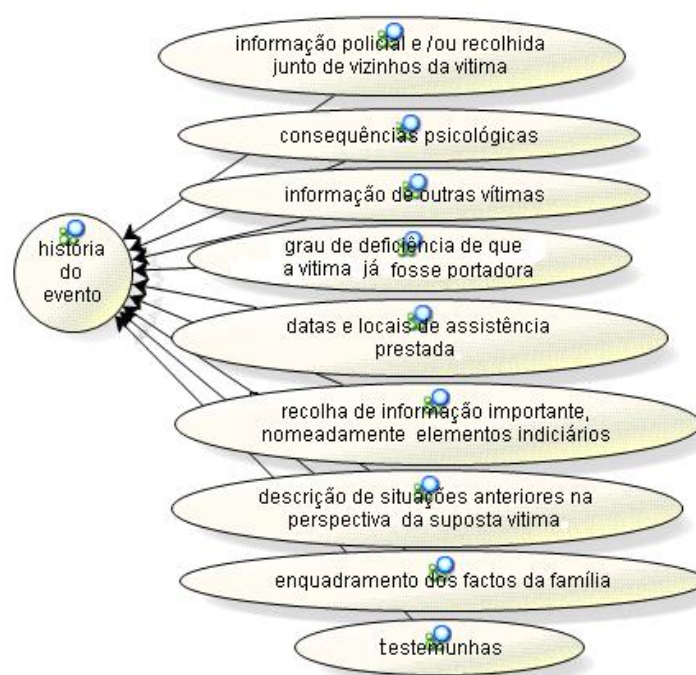 informação policial e /ou recolhida
junto de vizinhos da vitima
consequências psicológicas
informação de outras vítimas
grau de deficiência de que
a vitima já fosse portadora
história
do
evento
datas e locais de assistência
prestada
recolha de informação importante,
nomeadamente elementos indiciários
descrição de situações anteriores na
perspectiva da suposta vitima
enquadramento dos factos da família
testemunhas